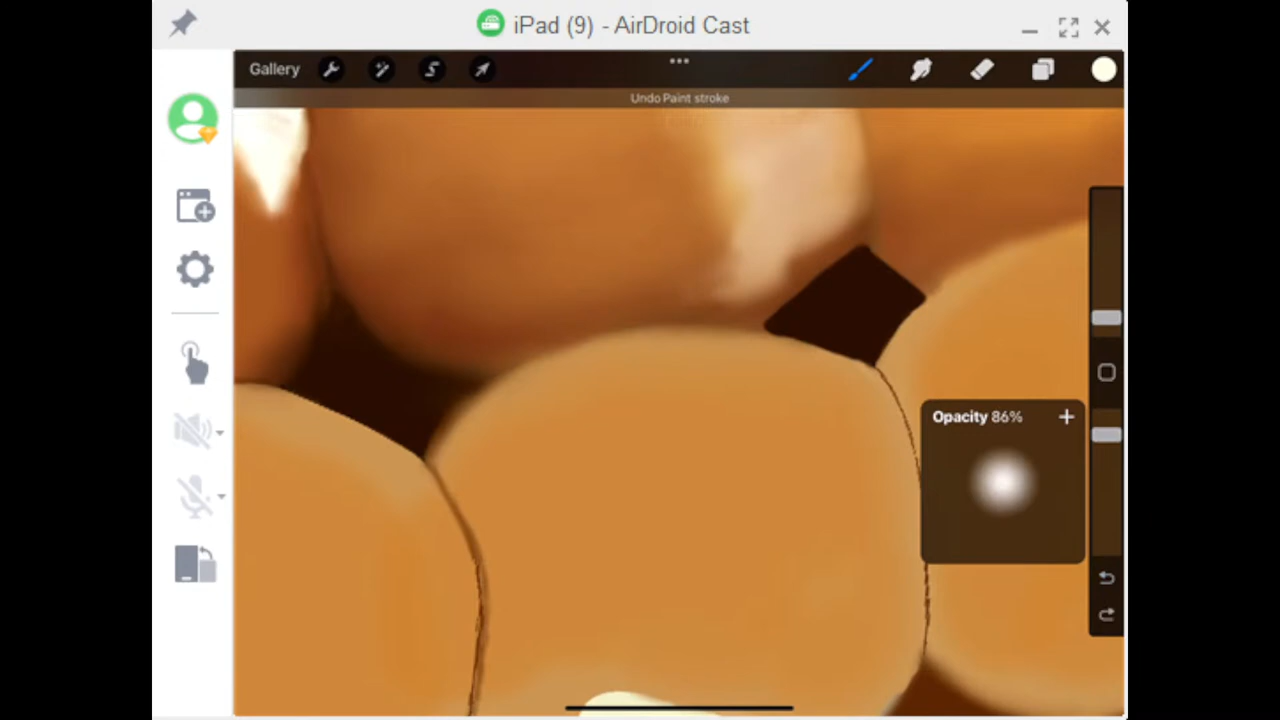 iPad (9) - AirDroid Cast
Gallery
Undo Paint stroke
Opacity 86%